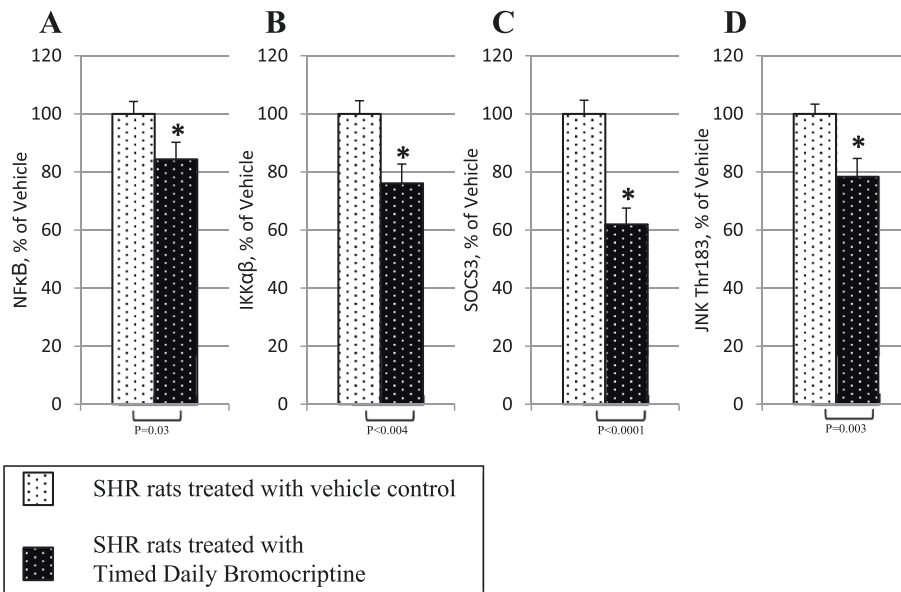 A
B
C
D
120
100
80
60
40
20
0
NFκB, % of Vehicle
*
P=0.03
120
100
80
60
40
20
0
IKKαβ, % of Vehicle
*
P<0.004
120
100
80
60
40
20
0
SOCS3, % of Vehicle
*
P<0.0001
120
100
80
60
40
20
0
JNK Thr183, % of Vehicle
*
P=0.003
SHR rats treated with vehicle control
SHR rats treated with
Timed Daily Bromocriptine